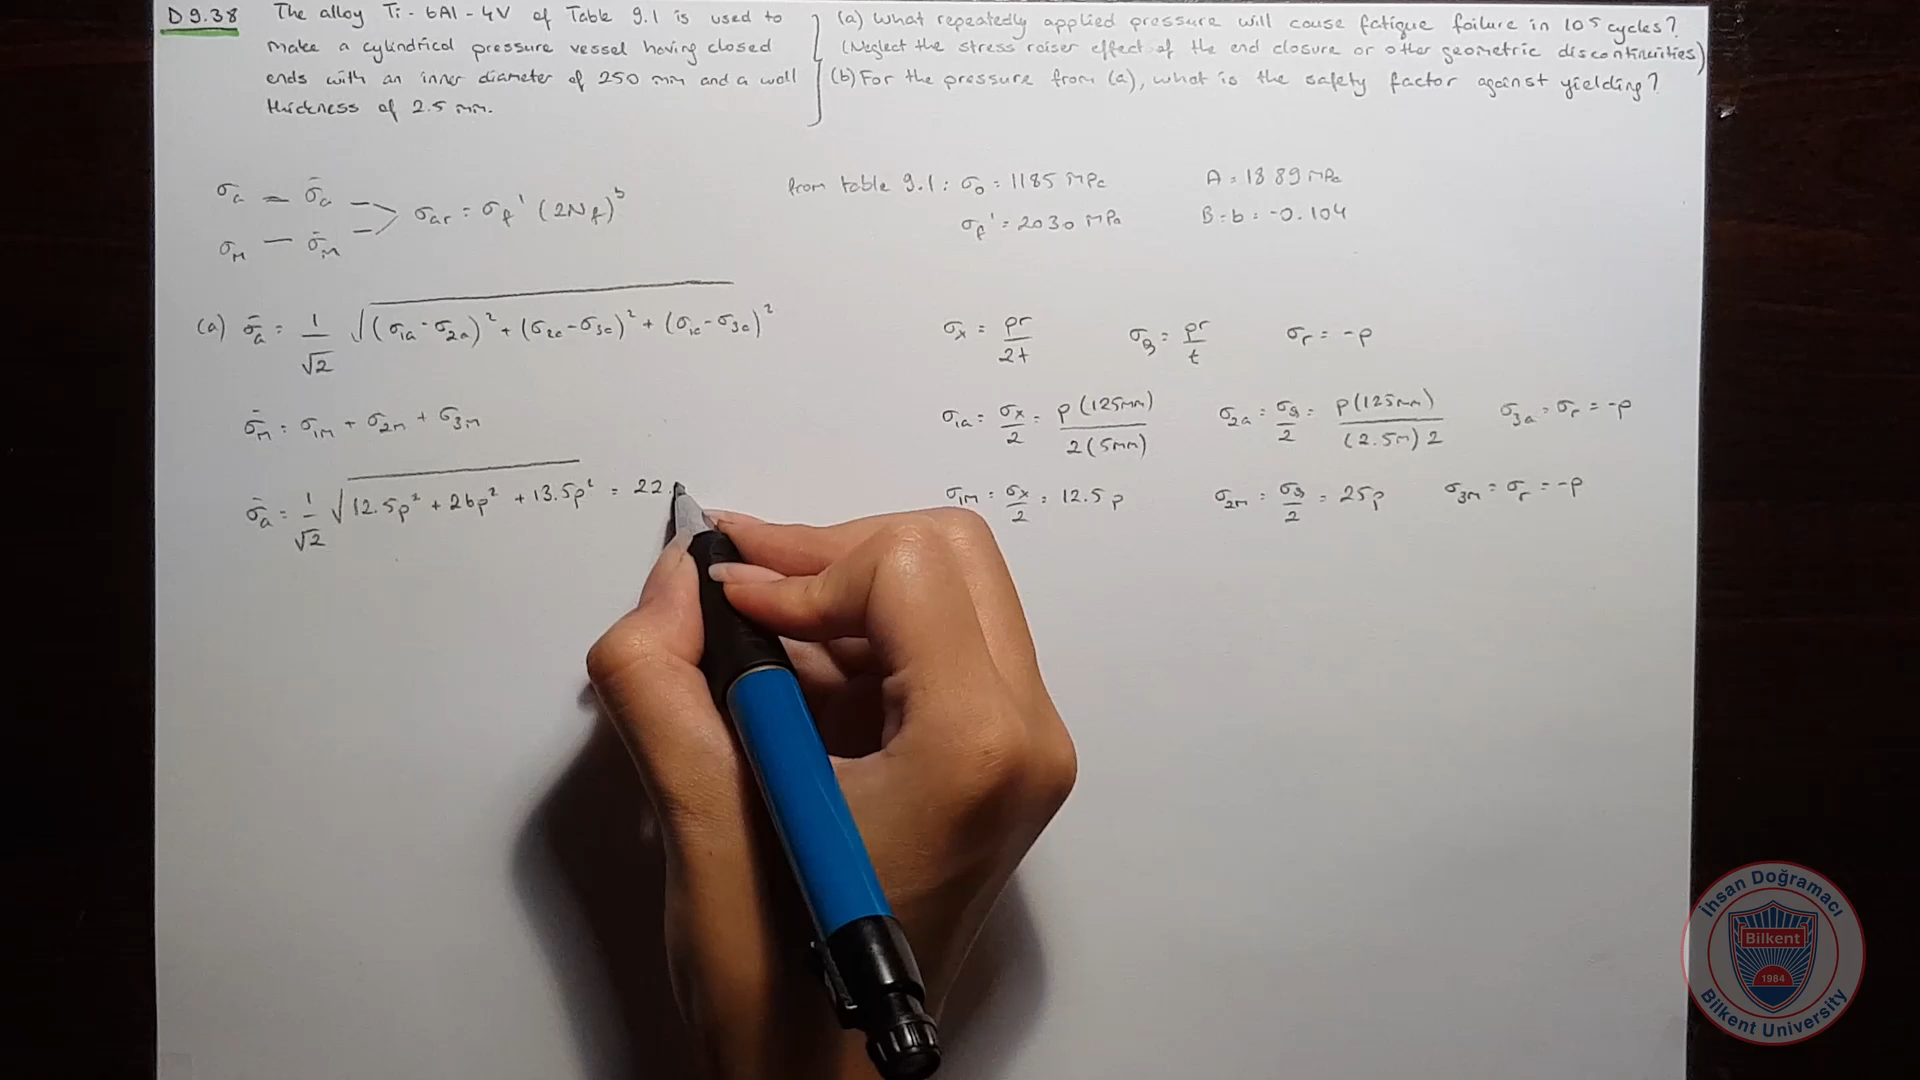 D 9.38 The alloy Ti-6Al-4V of Table 9.1 is used to
make a cylindrical pressure vessel having closed
ends with an inner diameter of 250 mm and a wall
thickness of 2.5 mm.
(a) What repeatedly applied pressure will cause fatigue failure in 10^5 cycles?
(Neglect the stress raiser effect of the end closure or other geometric discontinuities)
(b) For the pressure from (a), what is the safety factor against yielding?
σa — σ̄a
σm — σ̄m
σar = σf' (2Nf)^b
from table 9.1: σo = 1185 MPa A = 1889 MPa
σf' = 2030 MPa B = b = -0.104
(a) σ̄a = 1/√2 √((σ1a - σ2a)² + (σ2a - σ3a)² + (σ1a - σ3a)²)
σ̄m = σ1m + σ2m + σ3m
σ̄a = 1/√2 √(12.5p² + 26p² + 13.5p²) = 22.
σx = pr/2t σθ = pr/t σr = -p
σ1a = σx/2 = p(125mm)/2(5mm) σ2a = σθ/2 = p(125mm)/(2.5m)2 σ3a = σr = -p
σ1m = σx/2 = 12.5p σ2m = σθ/2 = 25p σ3m = σr = -p
İhsan Doğramacı
Bilkent
1984
Bilkent University